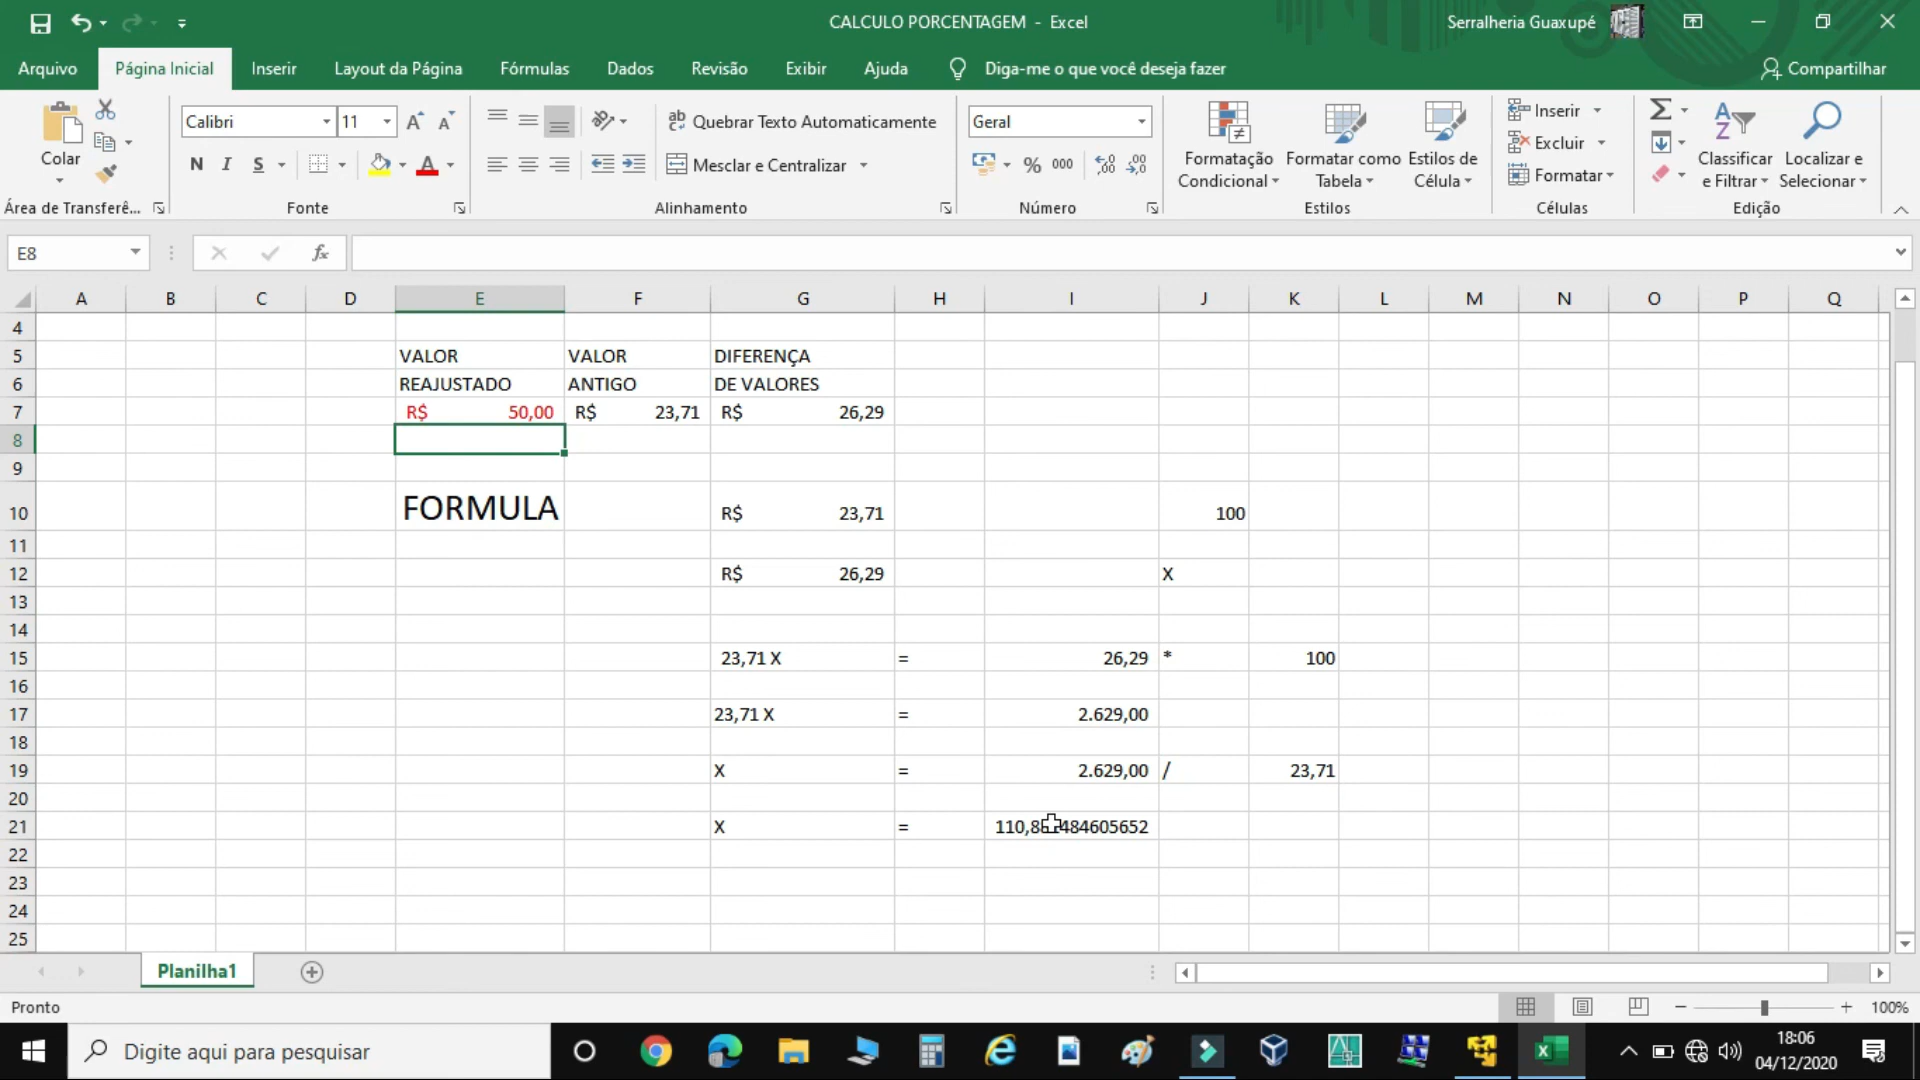 CALCULO PORCENTAGEM - Excel
Serralheria Guaxupé
Arquivo
Página Inicial
Inserir
Layout da Página
Fórmulas
Dados
Revisão
Exibir
Ajuda
Diga-me o que você deseja fazer
Compartilhar
Colar
Área de Transferê...
Calibri
11
N I S
Fonte
Quebrar Texto Automaticamente
Mesclar e Centralizar
Alinhamento
Geral
% 000
Número
Formatação Condicional
Formatar como Tabela
Estilos de Célula
Estilos
Inserir
Excluir
Formatar
Células
Classificar e Filtrar
Localizar e Selecionar
Edição
E8
fx
A B C D E F G H I J K L M N O P Q
4
5 VALOR VALOR DIFERENÇA
6 REAJUSTADO ANTIGO DE VALORES
7 R$ 50,00 R$ 23,71 R$ 26,29
8
9
10 FORMULA R$ 23,71 100
11
12 R$ 26,29 X
13
14
15 23,71 X = 26,29 * 100
16
17 23,71 X = 2.629,00
18
19 X = 2.629,00 / 23,71
20
21 X =
22
23
24
25
Planilha1
Pronto
100%
Digite aqui para pesquisar
18:06
04/12/2020